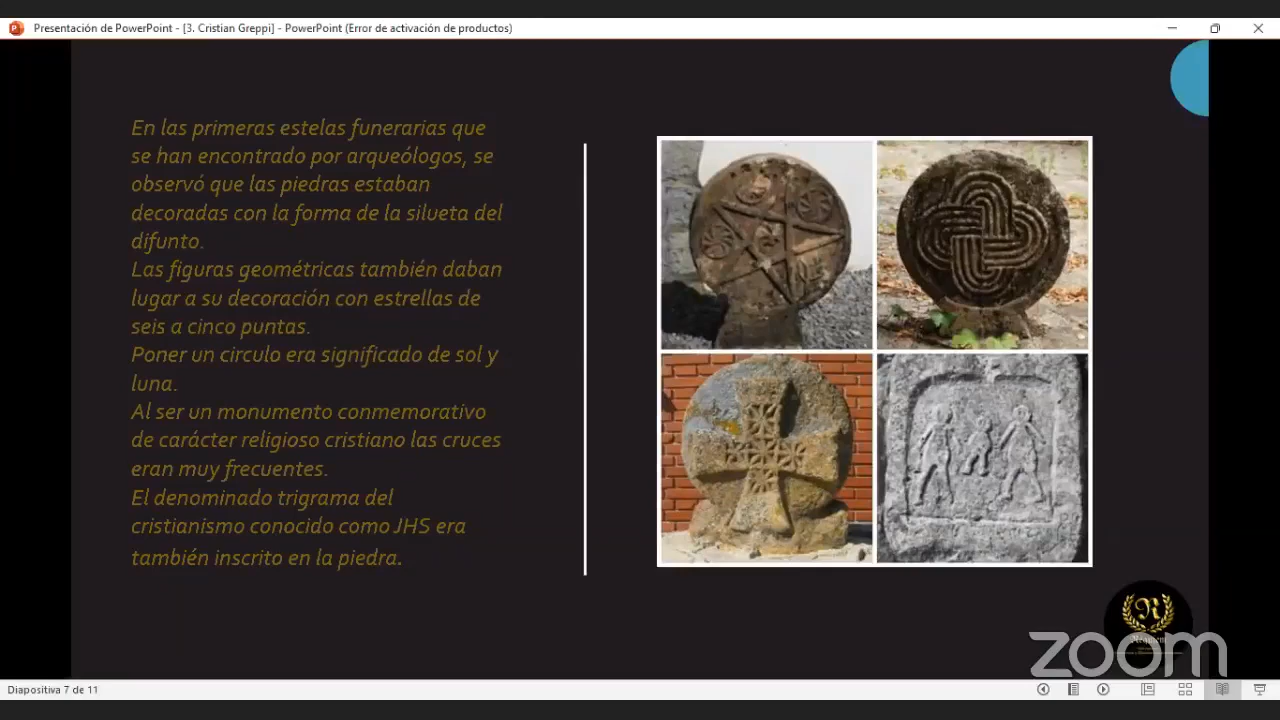 Presentación de PowerPoint - [3. Cristian Greppi] - PowerPoint (Error de activación de productos)
En las primeras estelas funerarias que
se han encontrado por arqueólogos, se
observó que las piedras estaban
decoradas con la forma de la silueta del
difunto.
Las figuras geométricas también daban
lugar a su decoración con estrellas de
seis a cinco puntas.
Poner un circulo era significado de sol y
luna.
Al ser un monumento conmemorativo
de carácter religioso cristiano las cruces
eran muy frecuentes.
El denominado trigrama del
cristianismo conocido como JHS era
también inscrito en la piedra.
R
Requiem
zoom
Diapositiva 7 de 11